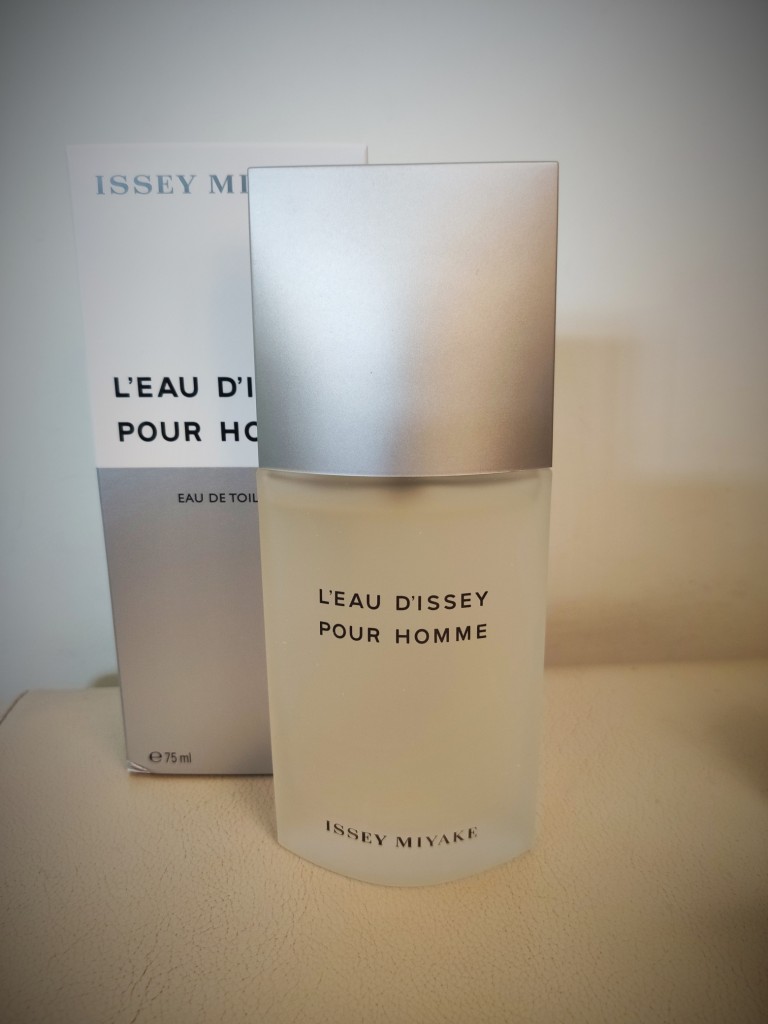 ISSEY MI
L'EAU D'I
POUR HO
EAU DE TOIL
℮ 75 ml
L'EAU D'ISSEY
POUR HOMME
ISSEY MIYAKE